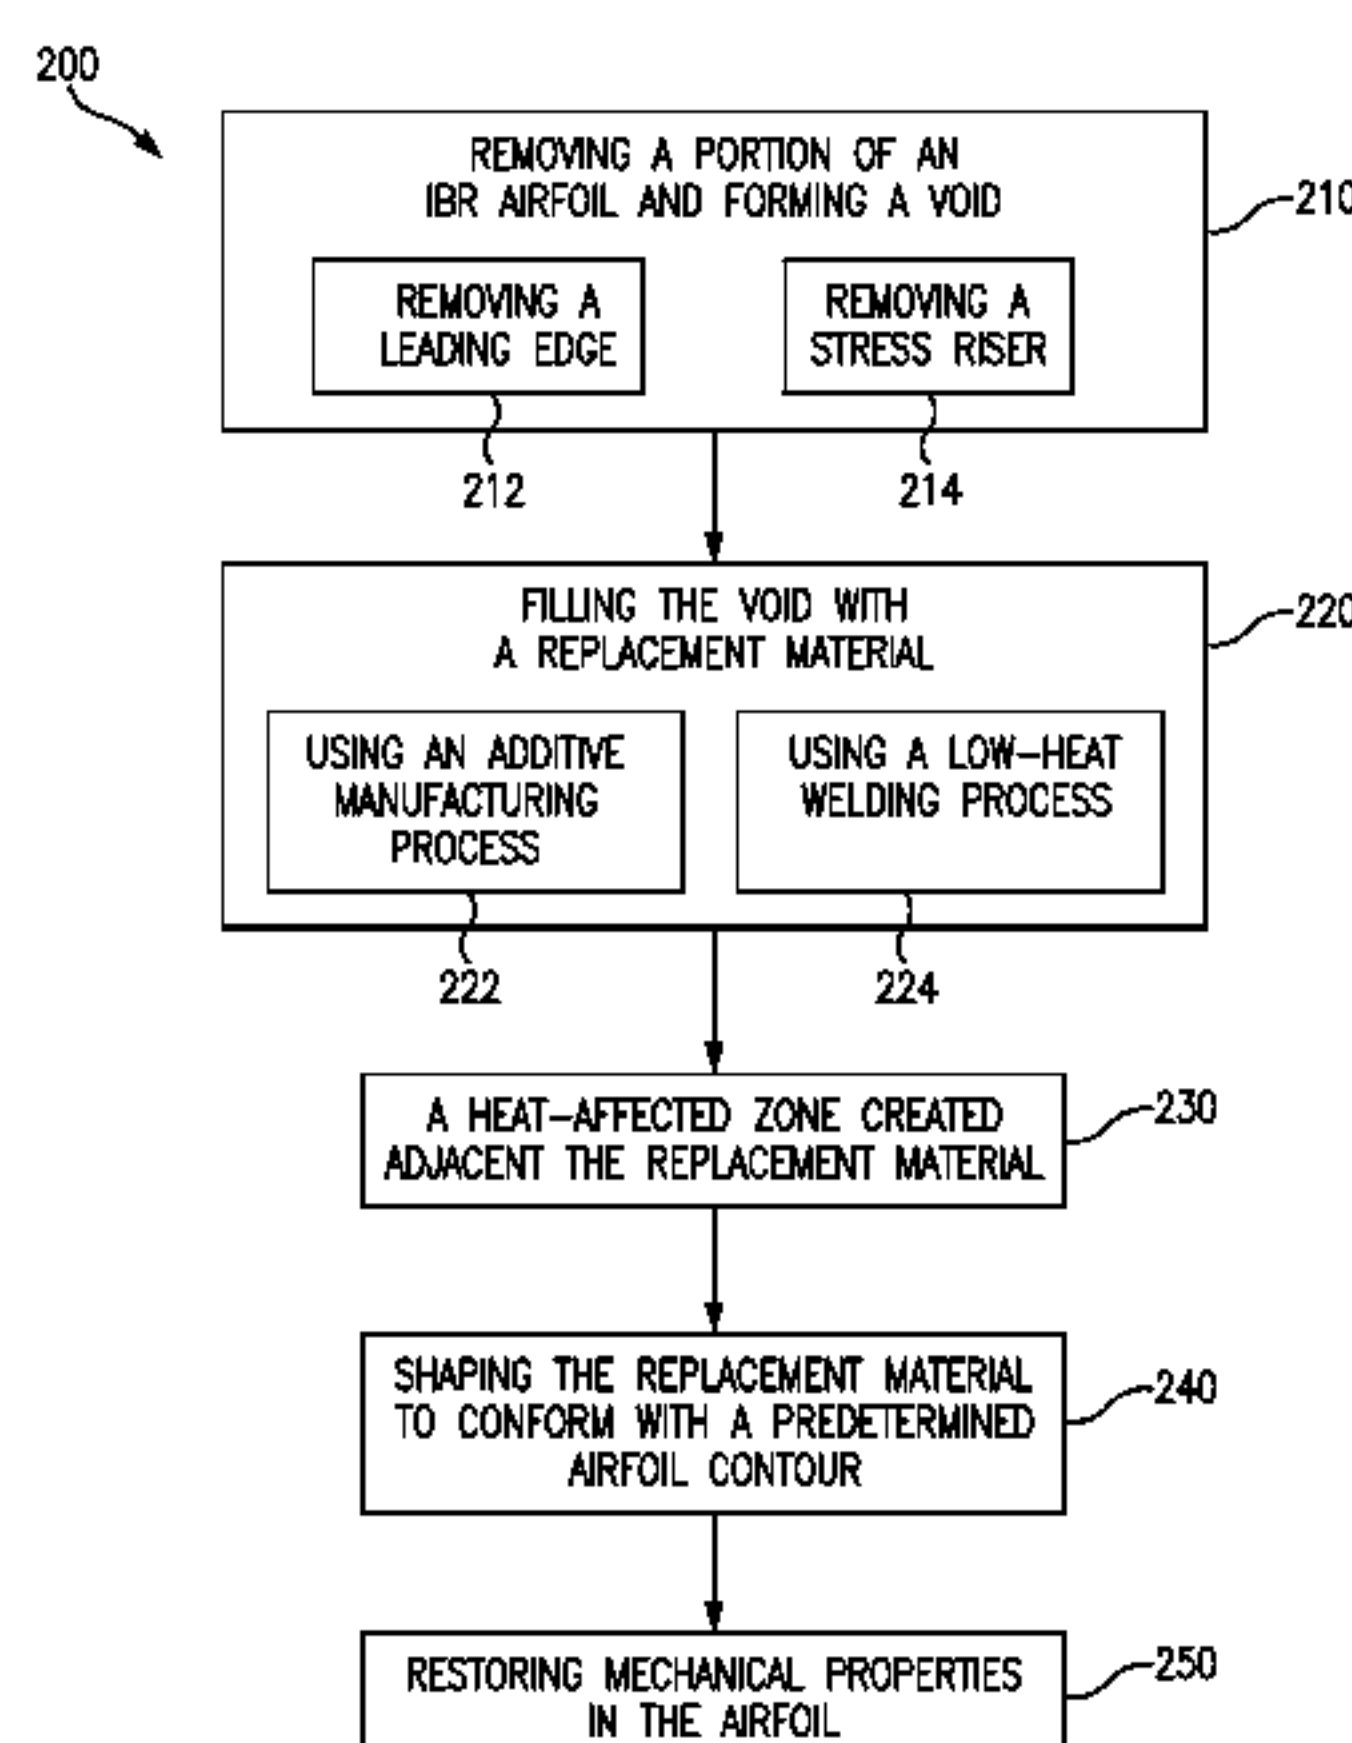 200
REMOVING A PORTION OF AN
IBR AIRFOIL AND FORMING A VOID
210
REMOVING A
LEADING EDGE
REMOVING A
STRESS RISER
212
214
FILLING THE VOID WITH
A REPLACEMENT MATERIAL
220
USING AN ADDITIVE
MANUFACTURING
PROCESS
USING A LOW-HEAT
WELDING PROCESS
222
224
A HEAT-AFFECTED ZONE CREATED
ADJACENT THE REPLACEMENT MATERIAL
230
SHAPING THE REPLACEMENT MATERIAL
TO CONFORM WITH A PREDETERMINED
AIRFOIL CONTOUR
240
RESTORING MECHANICAL PROPERTIES
IN THE AIRFOIL
250